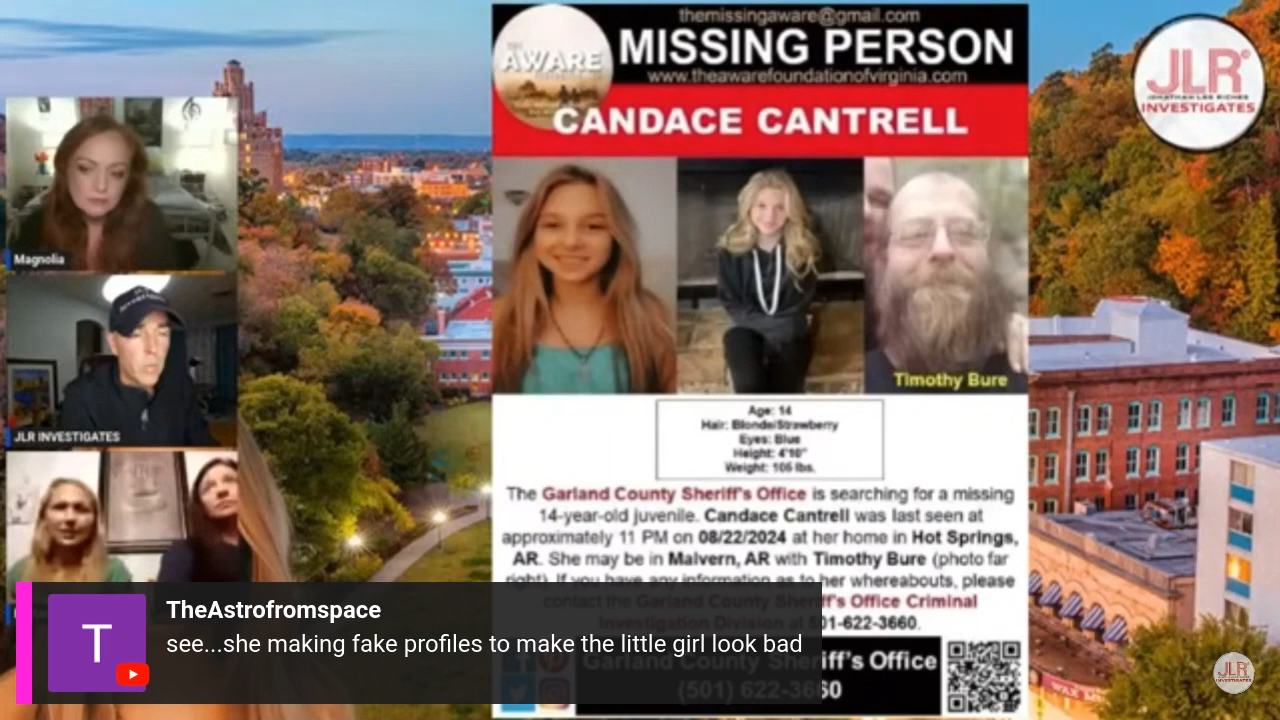 themissingaware@gmail.com
MISSING PERSON
www.theawarefoundationofvirginia.com
THE AWARE
CANDACE CANTRELL
JLR
JONATHAN LEE RICHES
INVESTIGATES
Magnolia
JLR INVESTIGATES
Timothy Bure
Age: 14
Hair: Blonde/Strawberry
Eyes: Blue
Height: 4'10"
Weight: 105 lbs.
The Garland County Sheriff's Office is searching for a missing
14-year-old juvenile. Candace Cantrell was last seen at
approximately 11 PM on 08/22/2024 at her home in Hot Springs,
AR. She may be in Malvern, AR with Timothy Bure (photo far
right). If you have any information as to her whereabouts, please
contact the Garland County Sheriff's Office Criminal
Investigation Division at 501-622-3660.
Garland County Sheriff's Office
(501) 622-3660
T
TheAstrofromspace
see...she making fake profiles to make the little girl look bad
JLR
WAX